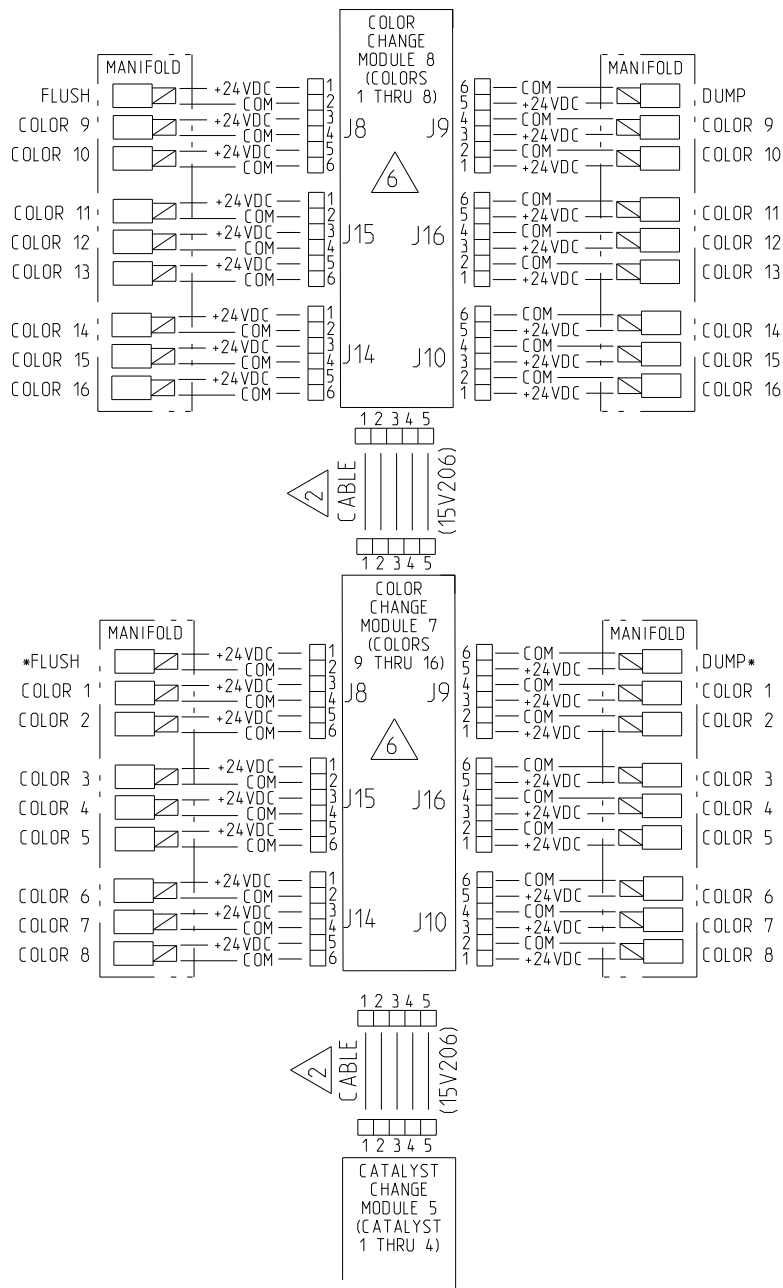 COLOR
CHANGE
MODULE 8
(COLORS
1 THRU 8)
MANIFOLD
MANIFOLD
FLUSH +24VDC 1 6 COM DUMP
COM 2 5 +24VDC
COLOR 9 +24VDC 3 J8 J9 4 COM COLOR 9
COM 4 3 +24VDC
COLOR 10 +24VDC 5 2 COM COLOR 10
COM 6 1 +24VDC
6
COLOR 11 +24VDC 1 6 COM COLOR 11
COM 2 5 +24VDC
COLOR 12 +24VDC 3 J15 J16 4 COM COLOR 12
COM 4 3 +24VDC
COLOR 13 +24VDC 5 2 COM COLOR 13
COM 6 1 +24VDC
COLOR 14 +24VDC 1 6 COM COLOR 14
COM 2 5 +24VDC
COLOR 15 +24VDC 3 J14 J10 4 COM COLOR 15
COM 4 3 +24VDC
COLOR 16 +24VDC 5 2 COM COLOR 16
COM 6 1 +24VDC
1 2 3 4 5
2 CABLE (15V206)
1 2 3 4 5
COLOR
CHANGE
MODULE 7
(COLORS
9 THRU 16)
MANIFOLD
MANIFOLD
*FLUSH +24VDC 1 6 COM DUMP*
COM 2 5 +24VDC
COLOR 1 +24VDC 3 J8 J9 4 COM COLOR 1
COM 4 3 +24VDC
COLOR 2 +24VDC 5 2 COM COLOR 2
COM 6 1 +24VDC
6
COLOR 3 +24VDC 1 6 COM COLOR 3
COM 2 5 +24VDC
COLOR 4 +24VDC 3 J15 J16 4 COM COLOR 4
COM 4 3 +24VDC
COLOR 5 +24VDC 5 2 COM COLOR 5
COM 6 1 +24VDC
COLOR 6 +24VDC 1 6 COM COLOR 6
COM 2 5 +24VDC
COLOR 7 +24VDC 3 J14 J10 4 COM COLOR 7
COM 4 3 +24VDC
COLOR 8 +24VDC 5 2 COM COLOR 8
COM 6 1 +24VDC
1 2 3 4 5
2 CABLE (15V206)
1 2 3 4 5
CATALYST
CHANGE
MODULE 5
(CATALYST
1 THRU 4)